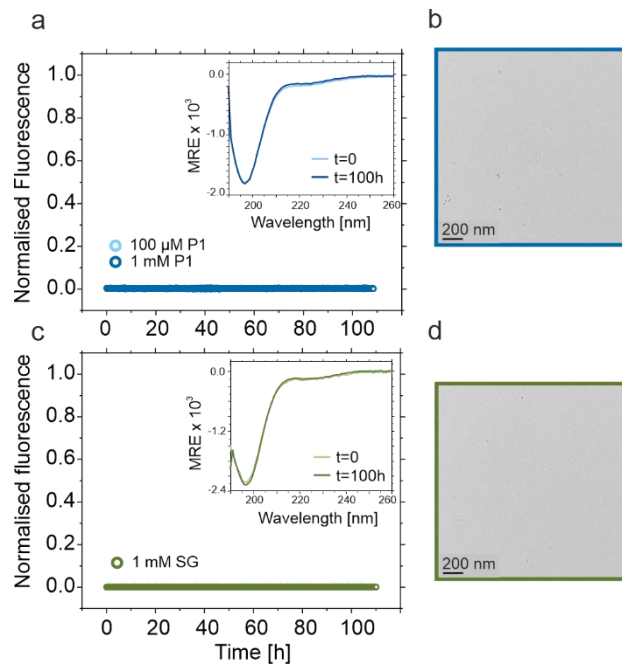 a
b
Normalised Fluorescence
1.0
0.8
0.6
0.4
0.2
0.0
MRE x 10³
0.0
-1.0
-2.0
t=0
t=100h
200 220 240 260
Wavelength [nm]
100 µM P1
1 mM P1
0 20 40 60 80 100
200 nm
c
d
Normalised fluorescence
1.0
0.8
0.6
0.4
0.2
0.0
MRE x 10³
0.0
-1.2
-2.4
t=0
t=100h
200 220 240 260
Wavelength [nm]
1 mM SG
0 20 40 60 80 100
Time [h]
200 nm